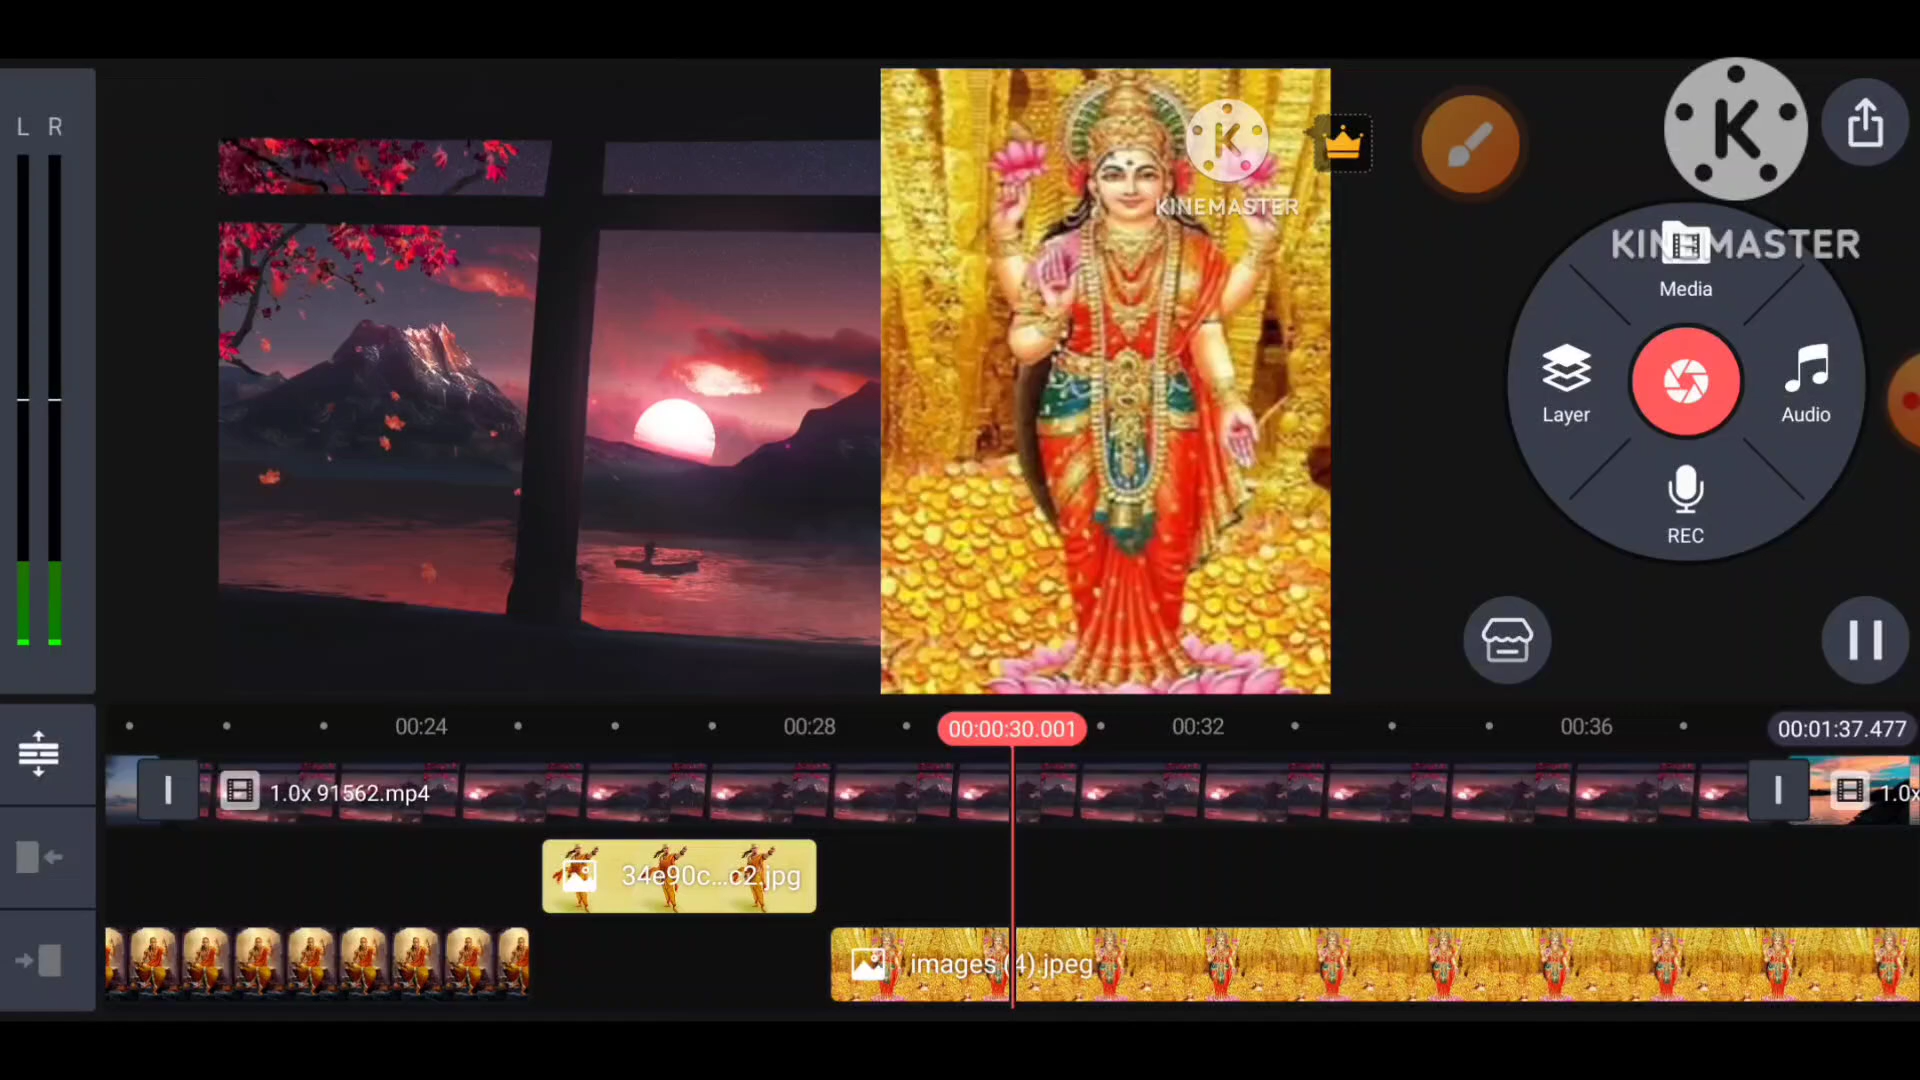 L R
KINEMASTER
KINEMASTER
Media
Layer
Audio
REC
00:24
00:28
00:00:30.001
00:32
00:36
00:01:37.477
1.0x 91562.mp4
1.0x
34e90c...c2.jpg
images (4).jpeg